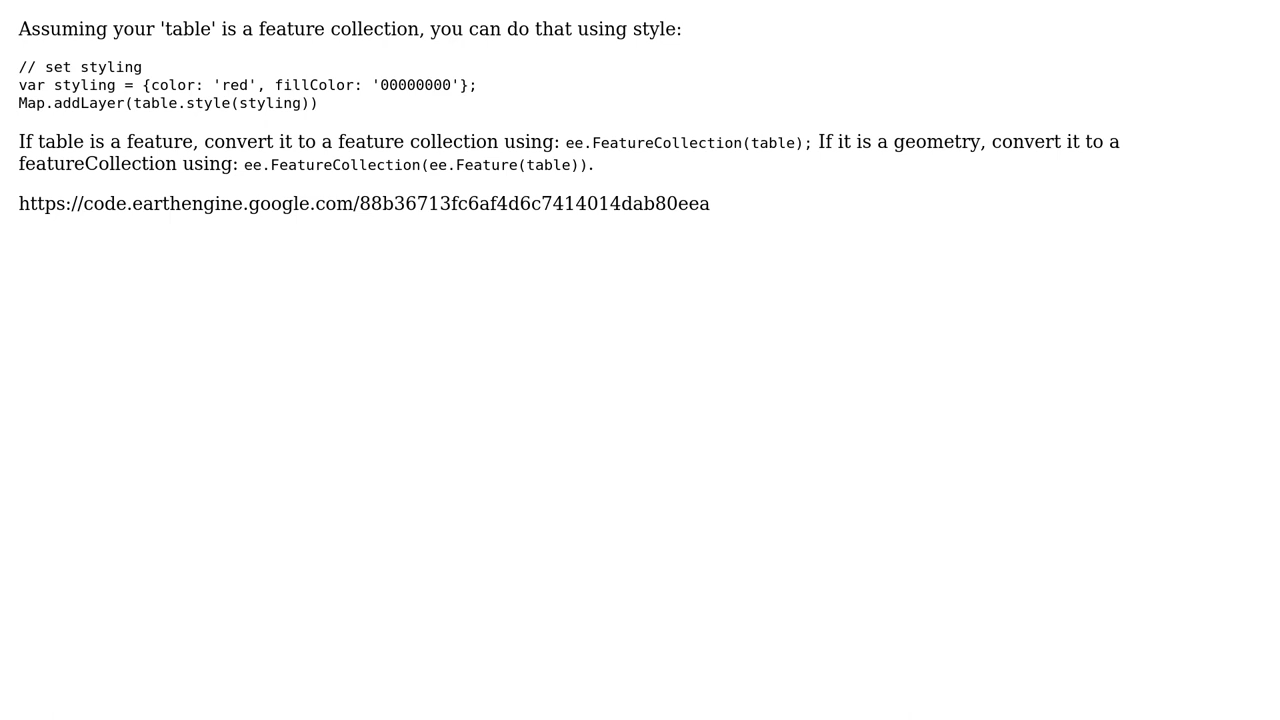 Assuming your 'table' is a feature collection, you can do that using style:
// set styling
var styling = {color: 'red', fillColor: '00000000'};
Map.addLayer(table.style(styling))
If table is a feature, convert it to a feature collection using: ee.FeatureCollection(table); If it is a geometry, convert it to a
featureCollection using: ee.FeatureCollection(ee.Feature(table)).
https://code.earthengine.google.com/88b36713fc6af4d6c7414014dab80eea